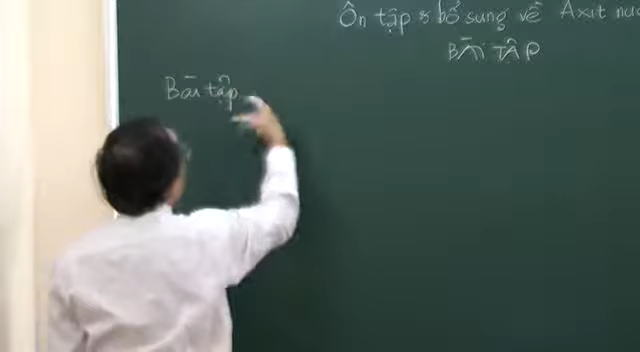 Ôn tập & bổ sung về Axit
BÀI TẬP
Bài tập